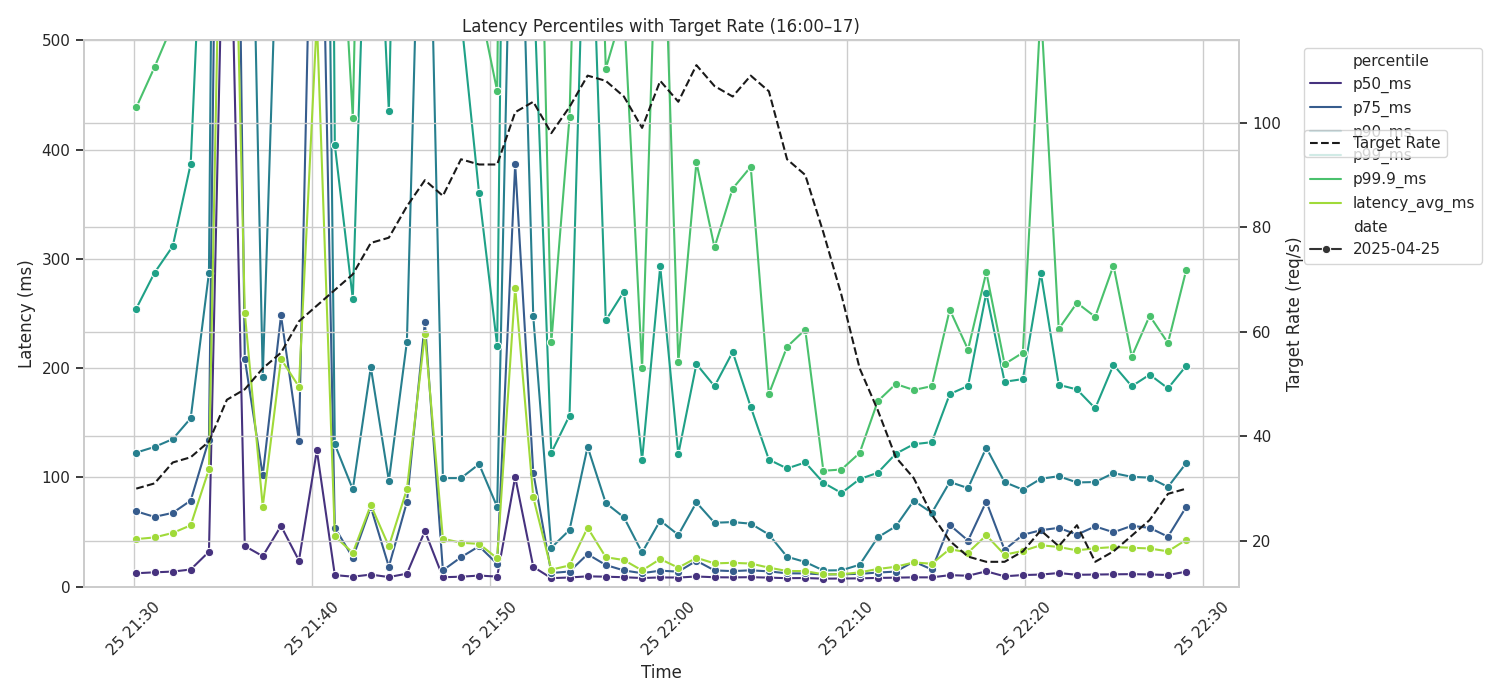 Latency Percentiles with Target Rate (16:00–17)
500
400
300
200
100
0
Latency (ms)
100
80
60
40
20
Target Rate (req/s)
25 21:30
25 21:40
25 21:50
25 22:00
25 22:10
25 22:20
25 22:30
Time
percentile
p50_ms
p75_ms
p90_ms
Target Rate
p99_ms
p99.9_ms
latency_avg_ms
date
2025-04-25